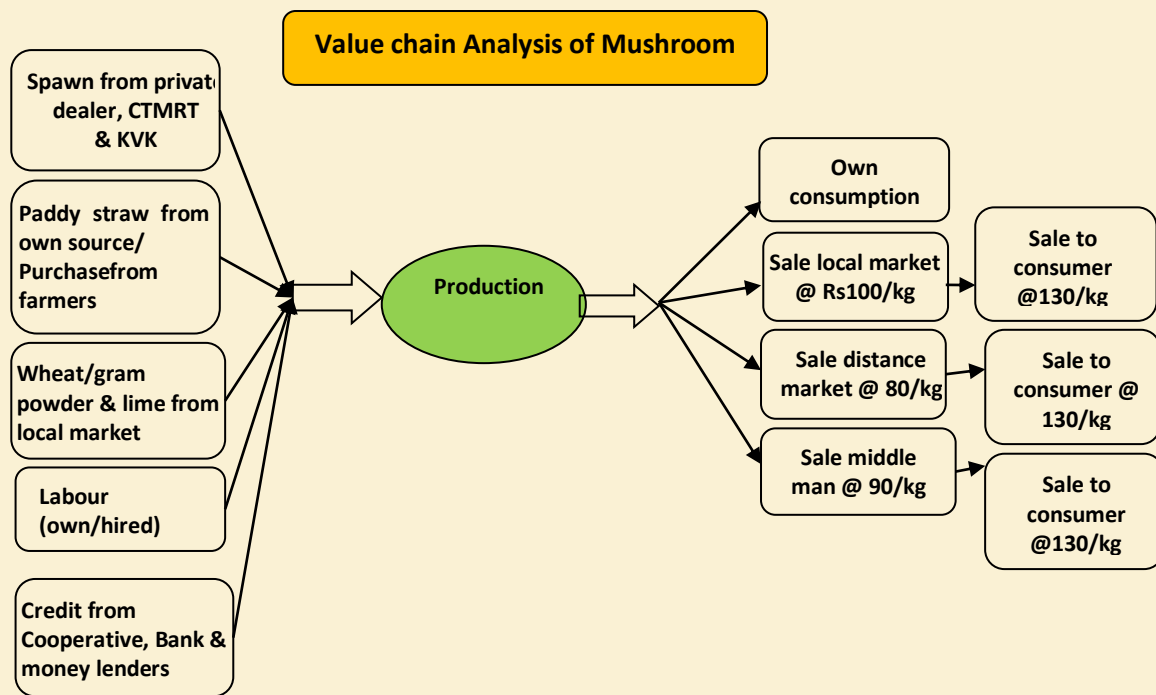 Value chain Analysis of Mushroom
Spawn from privat
dealer, CTMRT
& KVK
Paddy straw from
own source/
Purchasefrom
farmers
Wheat/gram
powder & lime from
local market
Labour
(own/hired)
Credit from
Cooperative, Bank &
money lenders
Production
Own
consumption
Sale local market
@ Rs100/kg
Sale distance
market @ 80/kg
Sale middle
man @ 90/kg
Sale to
consumer
@130/kg
Sale to
consumer @
130/kg
Sale to
consumer
@130/kg